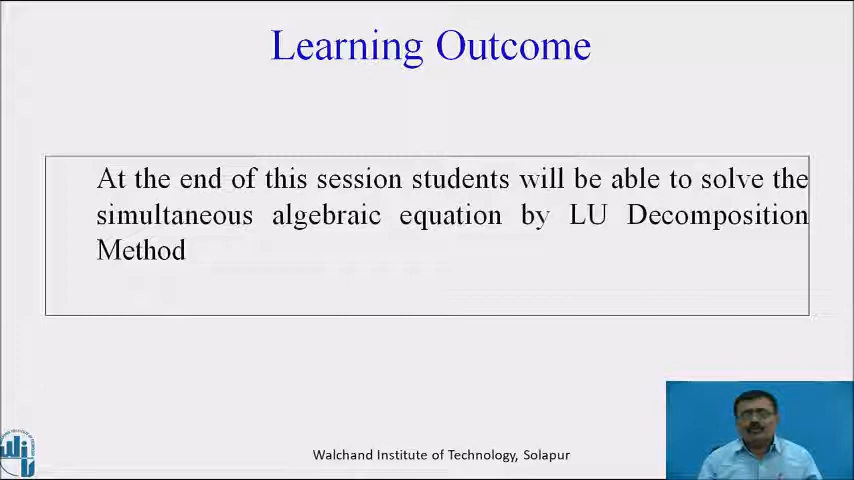 Learning Outcome
At the end of this session students will be able to solve the
simultaneous algebraic equation by LU Decomposition
Method
Walchand Institute of Technology, Solapur